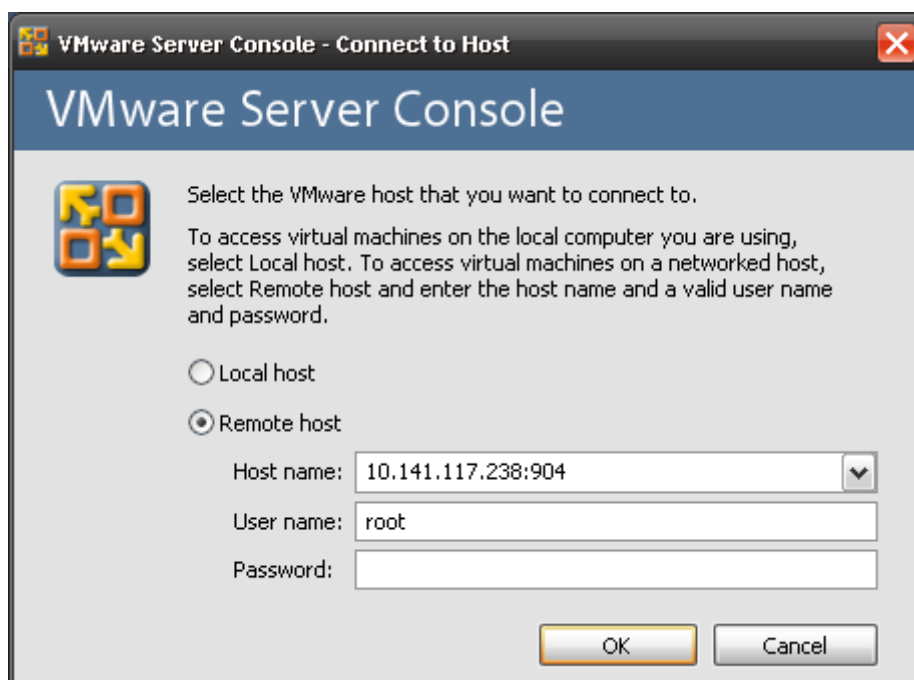 VMware Server Console - Connect to Host
VMware Server Console
Select the VMware host that you want to connect to.
To access virtual machines on the local computer you are using,
select Local host. To access virtual machines on a networked host,
select Remote host and enter the host name and a valid user name
and password.
Local host
Remote host
Host name: 10.141.117.238:904
User name: root
Password:
OK Cancel